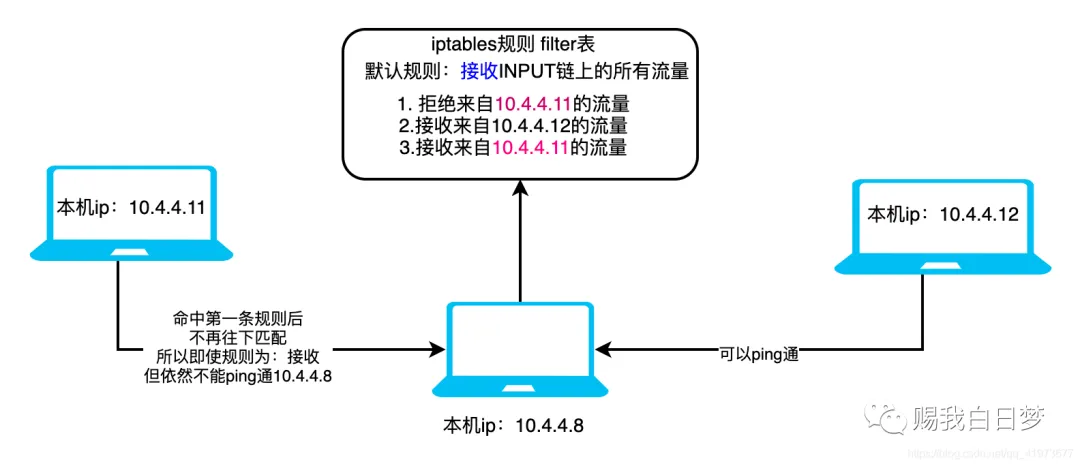 iptables规则 filter表
默认规则：接收INPUT链上的所有流量
1. 拒绝来自10.4.4.11的流量
2.接收来自10.4.4.12的流量
3.接收来自10.4.4.11的流量
本机ip：10.4.4.11
本机ip：10.4.4.12
命中第一条规则后
不再往下匹配
所以即使规则为：接收
但依然不能ping通10.4.4.8
可以ping通
本机ip：10.4.4.8
赐我白日梦